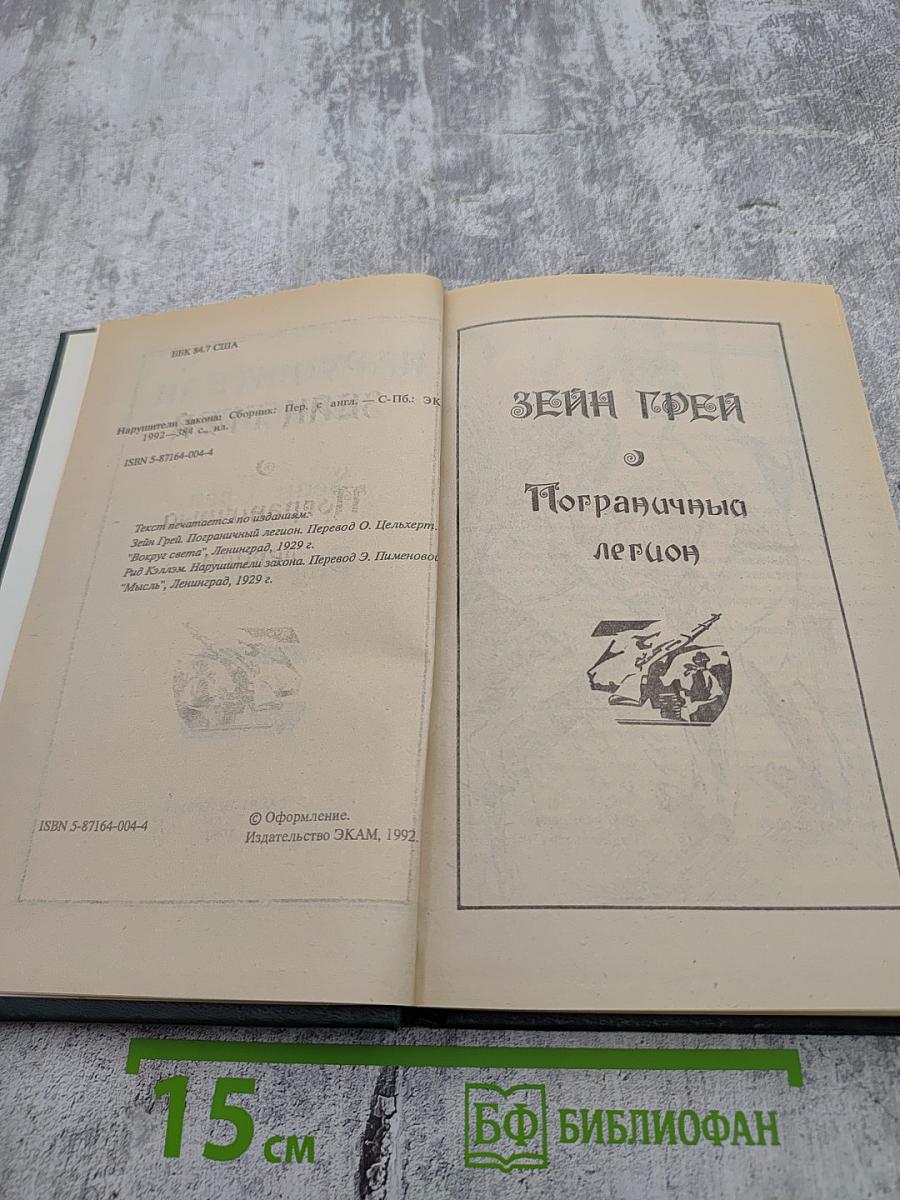 ББК 84.7 США
Нарушители закона: Сборник: Пер. с англ. — С-Пб.: ЭК
1992—384 с., ил.
ISBN 5-87164-004-4
Текст печатается по изданиям:
Зейн Грей. Пограничный легион. Перевод О. Цельхерт.
"Вокруг света", Ленинград, 1929 г.
Рид Кэллэм. Нарушители закона. Перевод Э. Пименовой
"Мысль", Ленинград, 1929 г.
ISBN 5-87164-004-4
© Оформление.
Издательство ЭКАМ, 1992
ЗЕЙН ГРЕЙ
Пограничный
легион
15 см
БФ БИБЛИОФАН